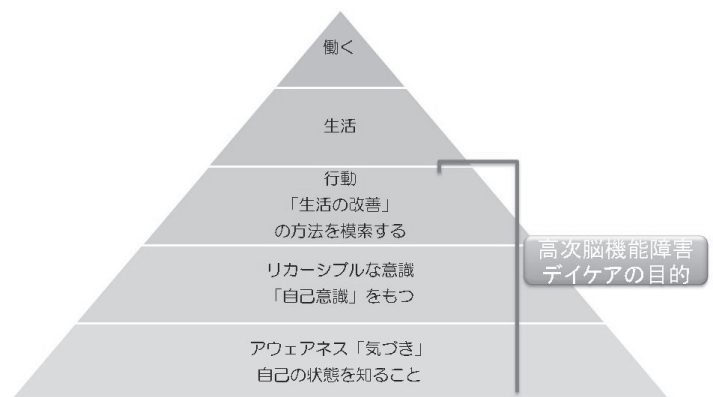 働く
生活
行動
「生活の改善」
の方法を模索する
リカーシブルな意識
「自己意識」をもつ
アウェアネス「気づき」
自己の状態を知ること
高次脳機能障害
デイケアの目的